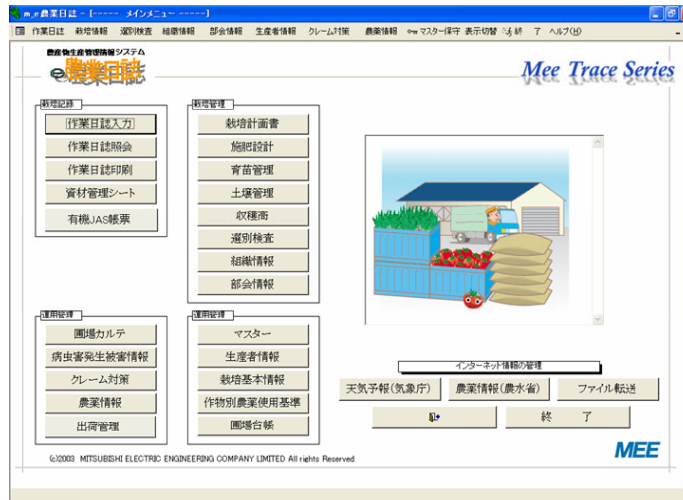 m_e農業日誌 - [----- メインメニュー -----]
作業日誌 栽培情報 選別検査 組織情報 部会情報 生産者情報 クレーム対策 農薬情報 マスター保守 表示切替 終 了 ヘルプ(H)
農産物生産管理情報システム
e農業日誌
Mee Trace Series
栽培記録
作業日誌入力
作業日誌照会
作業日誌印刷
資材管理シート
有機JAS帳票
栽培管理
栽培計画書
施肥設計
育苗管理
土壌管理
収穫高
選別検査
組織情報
部会情報
運用管理
圃場カルテ
病虫害発生被害情報
クレーム対策
農薬情報
出荷管理
運用管理
マスター
生産者情報
栽培基本情報
作物別農薬使用基準
圃場台帳
インターネット情報の管理
天気予報(気象庁)
農薬情報(農水省)
ファイル転送
終 了
(c)2003 MITSUBISHI ELECTRIC ENGINEERING COMPANY LIMITED All rights Reserved
MEE